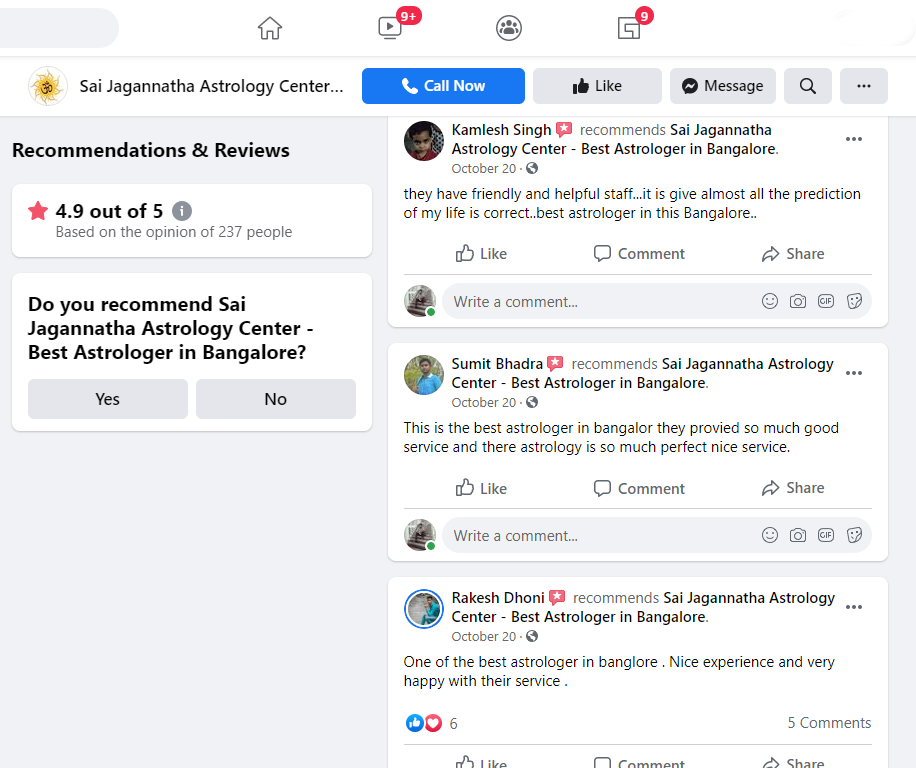 9+
9
Sai Jagannatha Astrology Center...
Call Now
Like
Message
Recommendations & Reviews
4.9 out of 5
Based on the opinion of 237 people
Do you recommend Sai
Jagannatha Astrology Center -
Best Astrologer in Bangalore?
Yes
No
Kamlesh Singh recommends Sai Jagannatha
Astrology Center - Best Astrologer in Bangalore.
October 20 ·
they have friendly and helpful staff...it is give almost all the prediction
of my life is correct..best astrologer in this Bangalore..
Like
Comment
Share
Write a comment...
GIF
Sumit Bhadra recommends Sai Jagannatha Astrology
Center - Best Astrologer in Bangalore.
October 20 ·
This is the best astrologer in bangalor they provied so much good
service and there astrology is so much perfect nice service.
Like
Comment
Share
Write a comment...
GIF
Rakesh Dhoni recommends Sai Jagannatha Astrology
Center - Best Astrologer in Bangalore.
October 20 ·
One of the best astrologer in banglore . Nice experience and very
happy with their service .
6
5 Comments
Like
Comment
Share